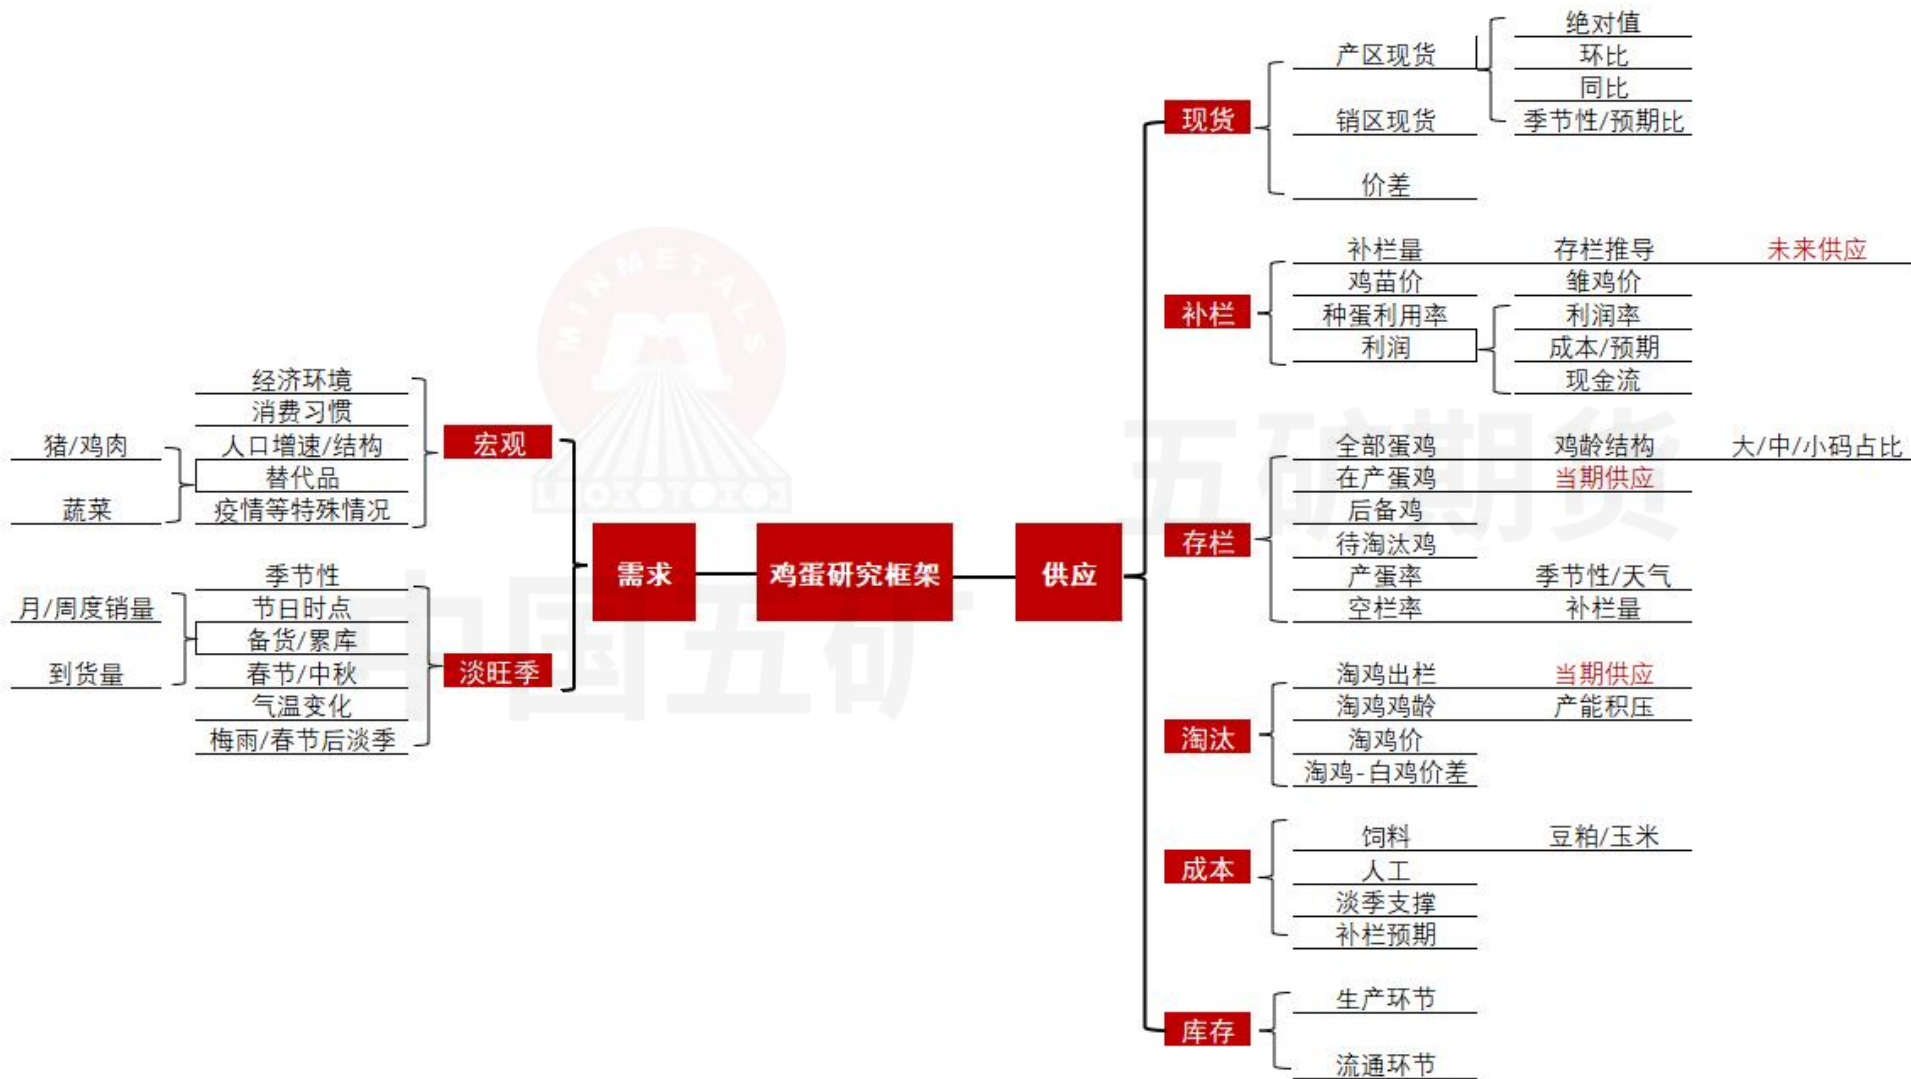 鸡蛋研究框架
需求
宏观
经济环境
消费习惯
人口增速/结构
替代品
猪/鸡肉
蔬菜
疫情等特殊情况
淡旺季
季节性
节日时点
备货/累库
月/周度销量
到货量
春节/中秋
气温变化
梅雨/春节后淡季
供应
现货
产区现货
绝对值
环比
同比
季节性/预期比
销区现货
价差
补栏
补栏量 存栏推导 未来供应
鸡苗价 雏鸡价
种蛋利用率
利润
利润率
成本/预期
现金流
存栏
全部蛋鸡 鸡龄结构 大/中/小码占比
在产蛋鸡 当期供应
后备鸡
待淘汰鸡
产蛋率 季节性/天气
空栏率 补栏量
淘汰
淘鸡出栏 当期供应
淘鸡鸡龄 产能积压
淘鸡价
淘鸡-白鸡价差
成本
饲料 豆粕/玉米
人工
淡季支撑
补栏预期
库存
生产环节
流通环节
MINMETALS
中国五矿
五矿期货